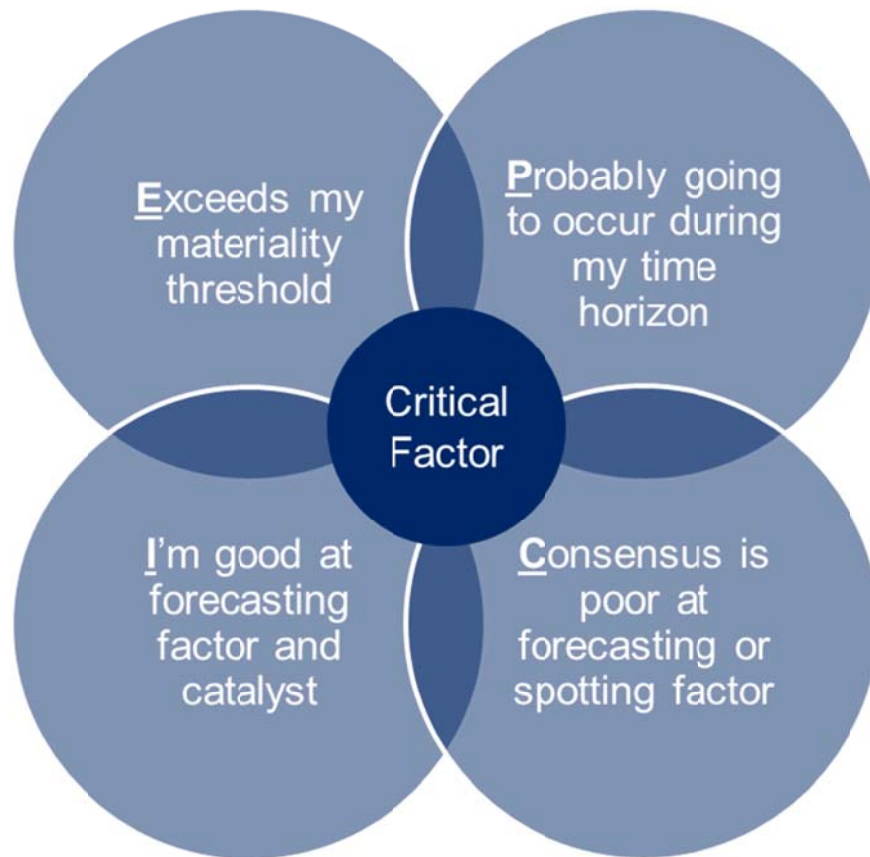 Exceeds my
materiality
threshold
Probably going
to occur during
my time
horizon
Critical
Factor
I'm good at
forecasting
factor and
catalyst
Consensus is
poor at
forecasting or
spotting factor